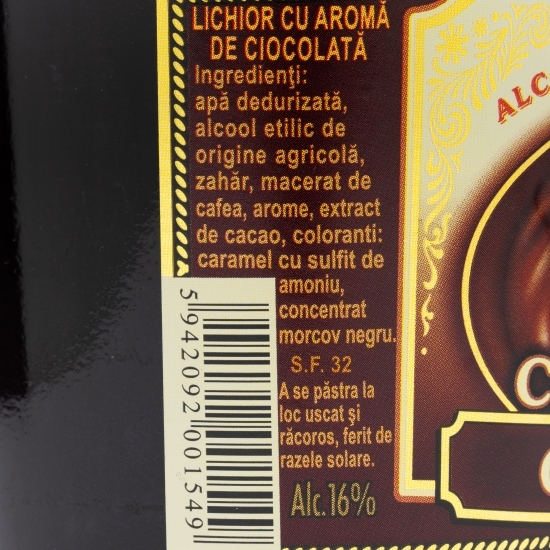 LICHIOR CU AROMĂ
DE CIOCOLATĂ
Ingredienţi:
apă dedurizată,
alcool etilic de
origine agricolă,
zahăr, macerat de
cafea, arome, extract
de cacao, coloranti:
caramel cu sulfit de
amoniu,
concentrat
morcov negru.
S.F. 32
A se păstra la
loc uscat şi
răcoros, ferit de
razele solare.
Alc.16%
5 942092 001549
ALC
C